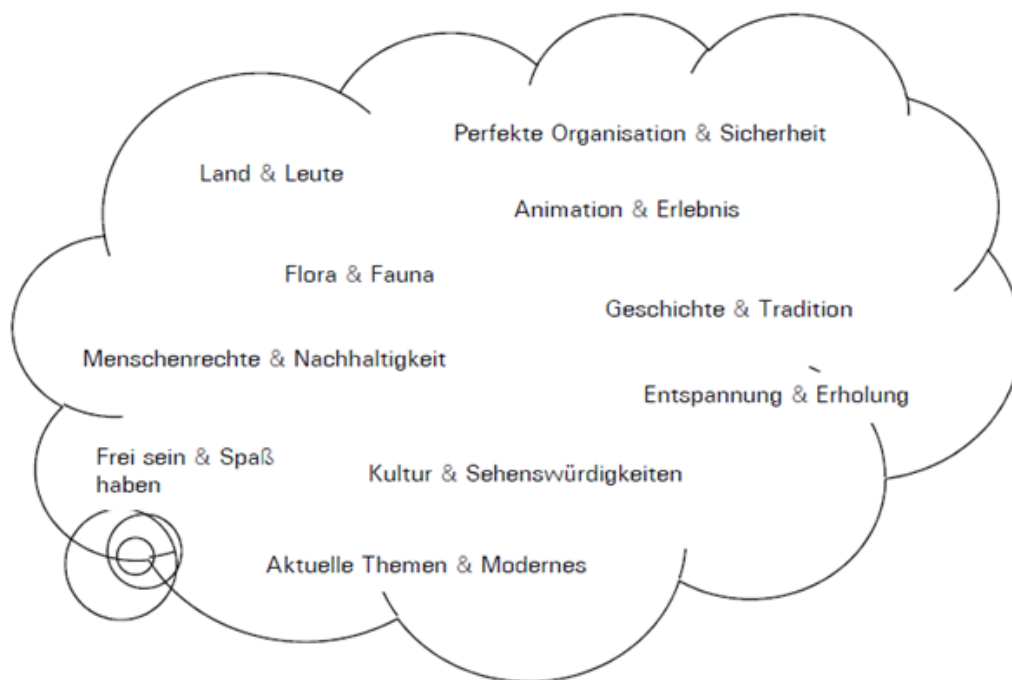 Perfekte Organisation & Sicherheit
Land & Leute
Animation & Erlebnis
Flora & Fauna
Geschichte & Tradition
Menschenrechte & Nachhaltigkeit
Entspannung & Erholung
Frei sein & Spaß
haben
Kultur & Sehenswürdigkeiten
Aktuelle Themen & Modernes